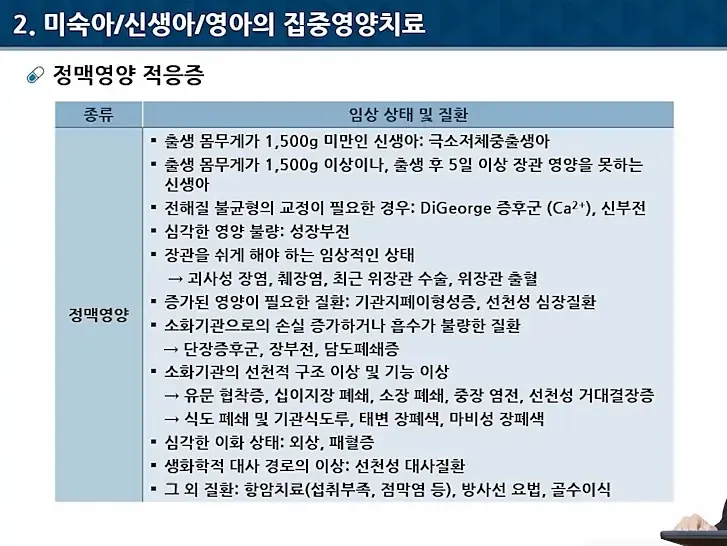 2. 미숙아/신생아/영아의 집중영양치료
정맥영양 적응증
종류
임상 상태 및 질환
정맥영양
▪ 출생 몸무게가 1,500g 미만인 신생아: 극소저체중출생아
▪ 출생 몸무게가 1,500g 이상이나, 출생 후 5일 이상 장관 영양을 못하는
신생아
▪ 전해질 불균형의 교정이 필요한 경우: DiGeorge 증후군 (Ca²⁺), 신부전
▪ 심각한 영양 불량: 성장부전
▪ 장관을 쉬게 해야 하는 임상적인 상태
→ 괴사성 장염, 췌장염, 최근 위장관 수술, 위장관 출혈
▪ 증가된 영양이 필요한 질환: 기관지폐이형성증, 선천성 심장질환
▪ 소화기관으로의 손실 증가하거나 흡수가 불량한 질환
→ 단장증후군, 장부전, 담도폐쇄증
▪ 소화기관의 선천적 구조 이상 및 기능 이상
→ 유문 협착증, 십이지장 폐쇄, 소장 폐쇄, 중장 염전, 선천성 거대결장증
→ 식도 폐쇄 및 기관식도루, 태변 장폐색, 마비성 장폐색
▪ 심각한 이화 상태: 외상, 패혈증
▪ 생화학적 대사 경로의 이상: 선천성 대사질환
▪ 그 외 질환: 항암치료(섭취부족, 점막염 등), 방사선 요법, 골수이식